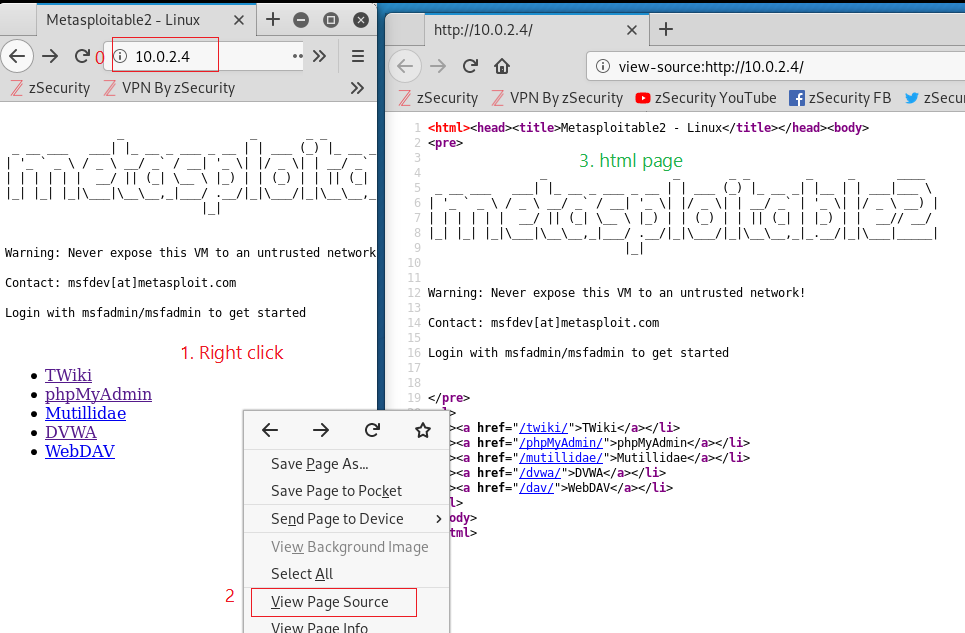 Metasploitable2 - Linux
0
10.0.2.4
zSecurity
VPN By zSecurity
Warning: Never expose this VM to an untrusted network
Contact: msfdev[at]metasploit.com
Login with msfadmin/msfadmin to get started
1. Right click
TWiki
phpMyAdmin
Mutillidae
DVWA
WebDAV
Save Page As...
Save Page to Pocket
Send Page to Device
View Background Image
Select All
2
View Page Source
View Page Info
http://10.0.2.4/
view-source:http://10.0.2.4/
zSecurity
VPN By zSecurity
zSecurity YouTube
zSecurity FB
zSecu
1 <html><head><title>Metasploitable2 - Linux</title></head><body>
2 <pre>
3
3. html page
4
5
6
7
8
9
10
11
12 Warning: Never expose this VM to an untrusted network!
13
14 Contact: msfdev[at]metasploit.com
15
16 Login with msfadmin/msfadmin to get started
17
18
19 </pre>
l>
><a href="/twiki/">TWiki</a></li>
><a href="/phpMyAdmin/">phpMyAdmin</a></li>
><a href="/mutillidae/">Mutillidae</a></li>
><a href="/dvwa/">DVWA</a></li>
><a href="/dav/">WebDAV</a></li>
l>
ody>
tml>